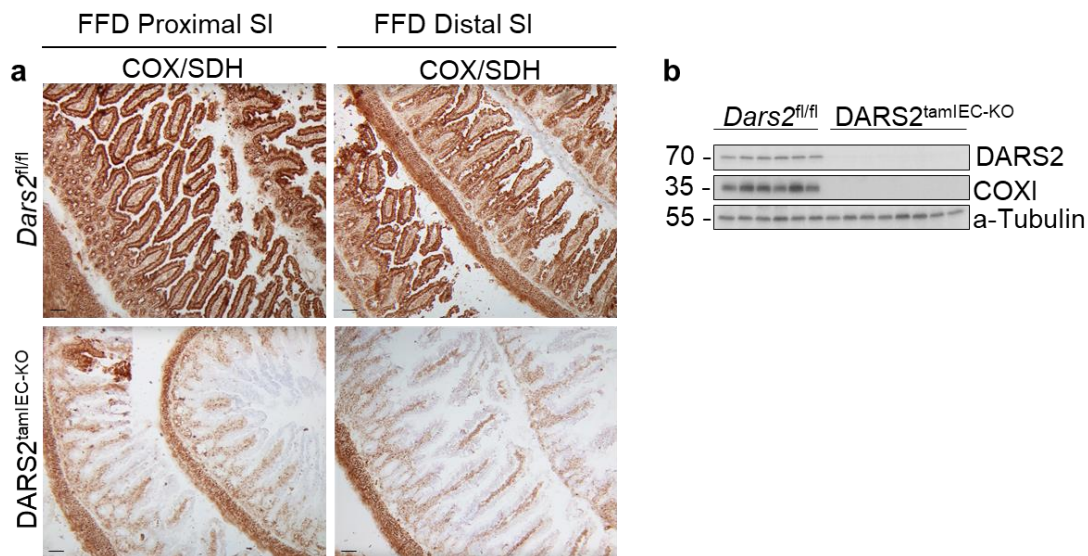 FFD Proximal SI
FFD Distal SI
a
COX/SDH
COX/SDH
Dars2fl/fl
DARS2tamIEC-KO
b
Dars2fl/fl
DARS2tamIEC-KO
70 -
DARS2
35 -
COXI
55 -
a-Tubulin